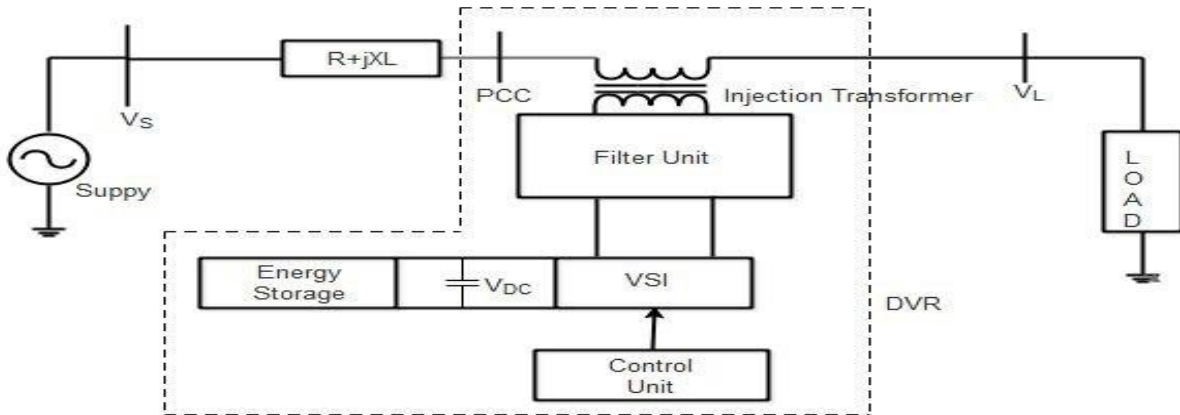 R+jXL
PCC
Injection Transformer
VS
VL
Suppy
Filter Unit
L
O
A
D
Energy
Storage
VDC
VSI
DVR
Control
Unit